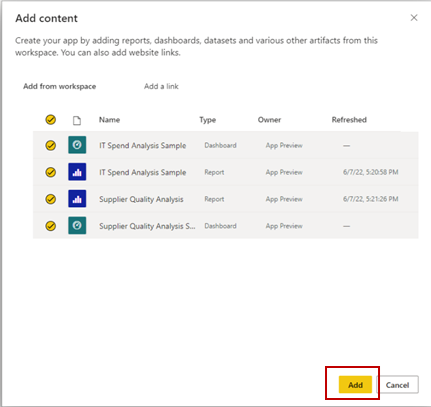 Add content
Create your app by adding reports, dashboards, datasets and various other artifacts from this
workspace. You can also add website links.
Add from workspace Add a link
Name Type Owner Refreshed
IT Spend Analysis Sample Dashboard App Preview —
IT Spend Analysis Sample Report App Preview 6/7/22, 5:20:58 PM
Supplier Quality Analysis Report App Preview 6/7/22, 5:21:26 PM
Supplier Quality Analysis S... Dashboard App Preview —
Add Cancel